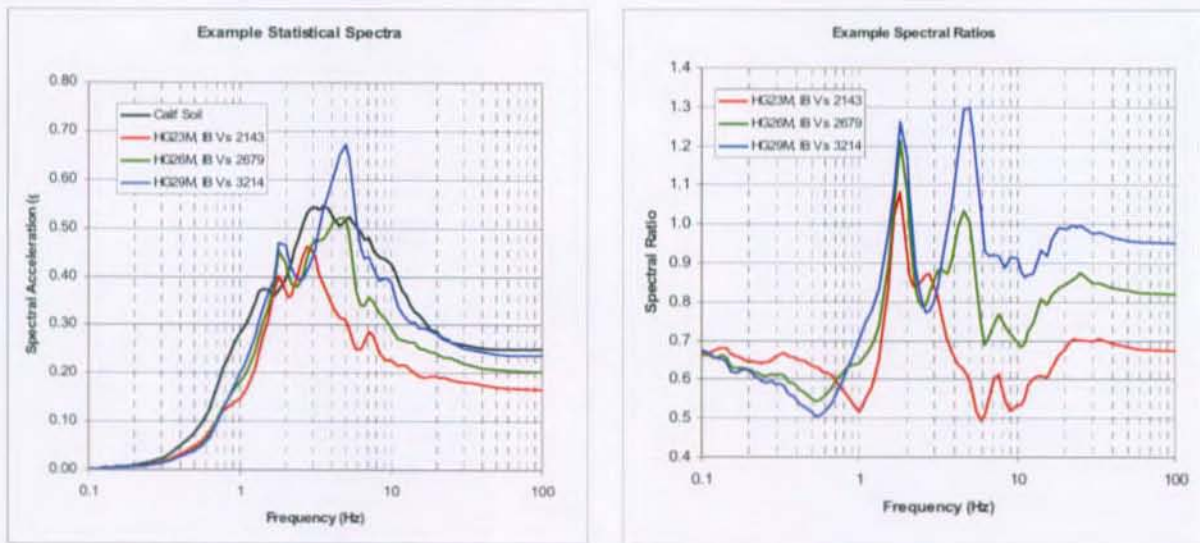 Example Statistical Spectra
0.80
0.70
0.60
0.50
0.40
0.30
0.20
0.10
0.00
Spectral Acceleration (g
Calif Soil
HG23M, IB Vs 2143
HG26M, IB Vs 2679
HG29M, IB Vs 3214
0.1
1
10
100
Frequency (Hz)
Example Spectral Ratios
1.4
1.3
1.2
1.1
1.0
0.9
0.8
0.7
0.6
0.5
0.4
Spectral Ratio
HG23M, IB Vs 2143
HG26M, IB Vs 2679
HG29M, IB Vs 3214
0.1
1
10
100
Frequency (Hz)